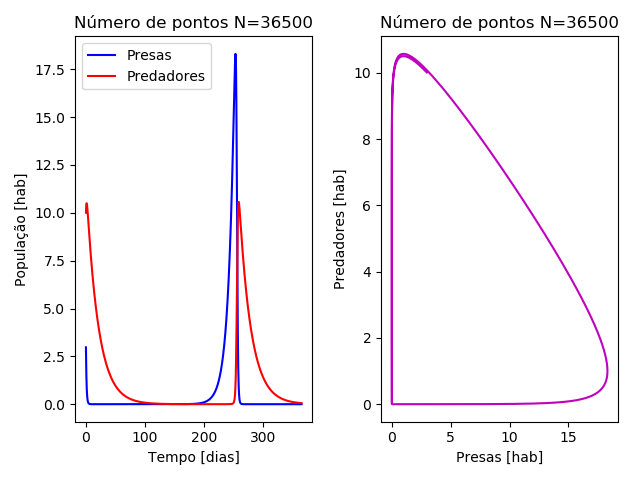 Número de pontos N=36500
Presas
Predadores
17.5
15.0
12.5
10.0
7.5
5.0
2.5
0.0
População [hab]
0
100
200
300
Tempo [dias]
Número de pontos N=36500
10
8
6
4
2
0
Predadores [hab]
0
5
10
15
Presas [hab]